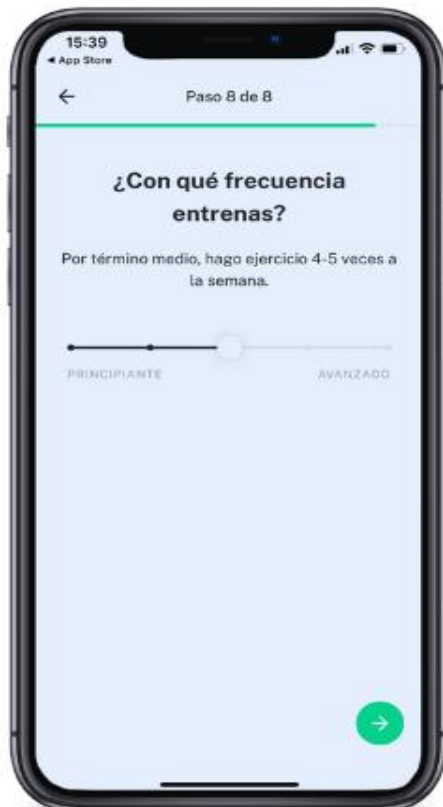 15:39
App Store
Paso 8 de 8
¿Con qué frecuencia
entrenas?
Por término medio, hago ejercicio 4-5 veces a
la semana.
PRINCIPIANTE AVANZADO